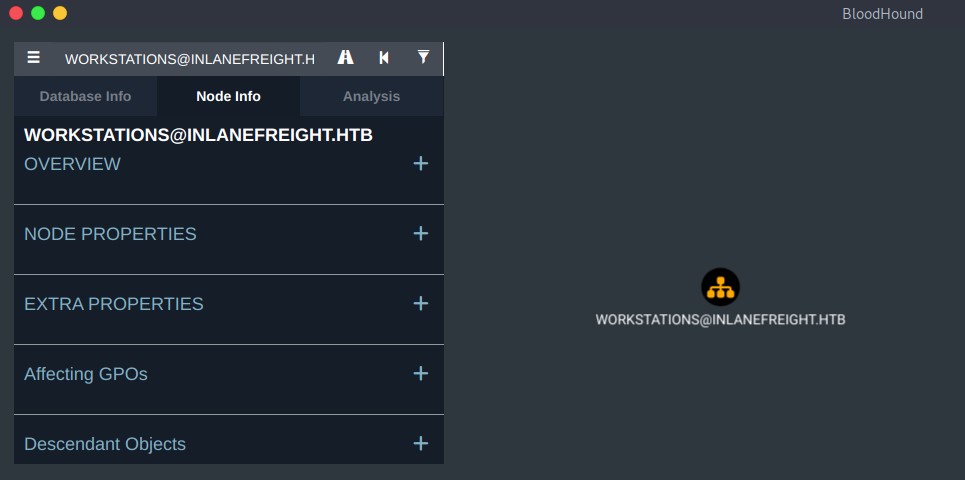 BloodHound
WORKSTATIONS@INLANEFREIGHT.H
Database Info Node Info Analysis
WORKSTATIONS@INLANEFREIGHT.HTB
OVERVIEW
NODE PROPERTIES
EXTRA PROPERTIES
Affecting GPOs
Descendant Objects
WORKSTATIONS@INLANEFREIGHT.HTB